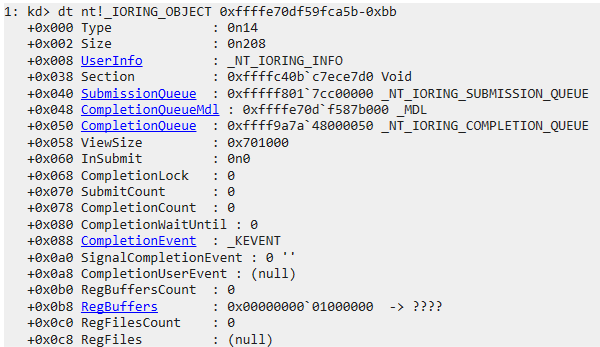 1: kd> dt nt!_IORING_OBJECT 0xffffe70df59fca5b-0xbb
+0x000 Type : 0n14
+0x002 Size : 0n208
+0x008 UserInfo : _NT_IORING_INFO
+0x038 Section : 0xffffc40b`c7ece7d0 Void
+0x040 SubmissionQueue : 0xfffff801`7cc00000 _NT_IORING_SUBMISSION_QUEUE
+0x048 CompletionQueueMdl : 0xffffe70d`f587b000 _MDL
+0x050 CompletionQueue : 0xffff9a7a`48000050 _NT_IORING_COMPLETION_QUEUE
+0x058 ViewSize : 0x701000
+0x060 InSubmit : 0n0
+0x068 CompletionLock : 0
+0x070 SubmitCount : 0
+0x078 CompletionCount : 0
+0x080 CompletionWaitUntil : 0
+0x088 CompletionEvent : _KEVENT
+0x0a0 SignalCompletionEvent : 0 ''
+0x0a8 CompletionUserEvent : (null)
+0x0b0 RegBuffersCount : 0
+0x0b8 RegBuffers : 0x00000000`01000000 -> ????
+0x0c0 RegFilesCount : 0
+0x0c8 RegFiles : (null)